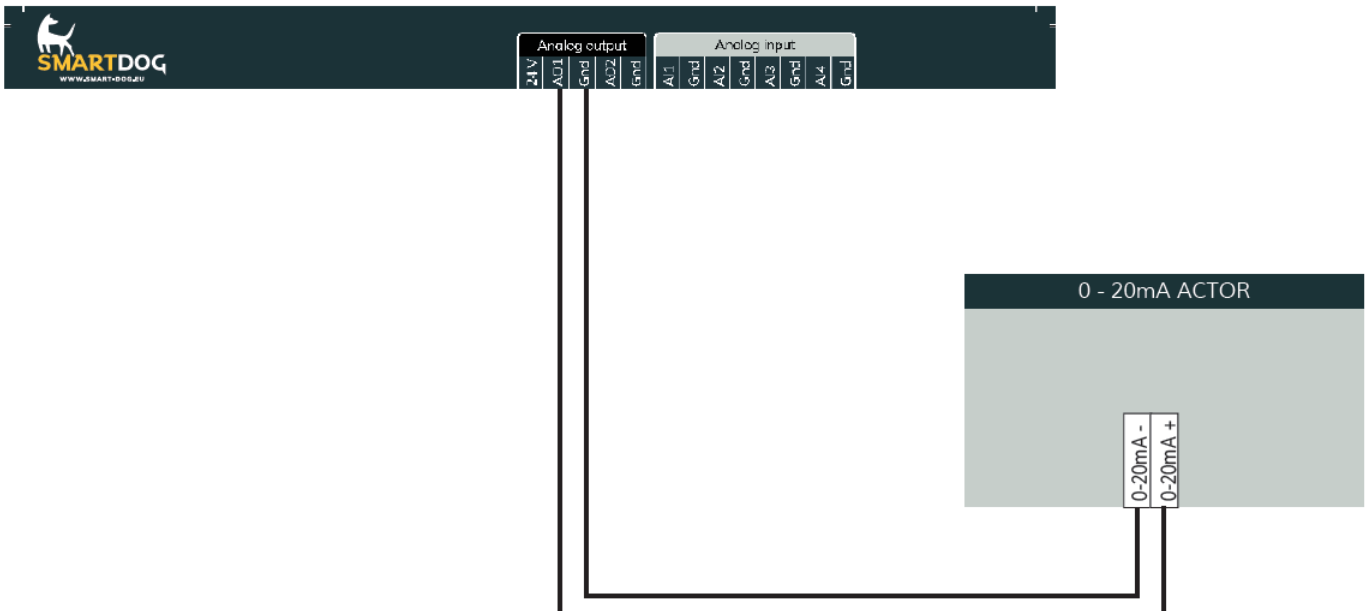 SMARTDOG
WWW.SMART-DOG.EU
Analog output
Analog input
24 V
AO1
Gnd
AO2
Gnd
AI1
Gnd
AI2
Gnd
AI3
Gnd
AI4
Gnd
0 - 20mA ACTOR
0-20mA -
0-20mA +